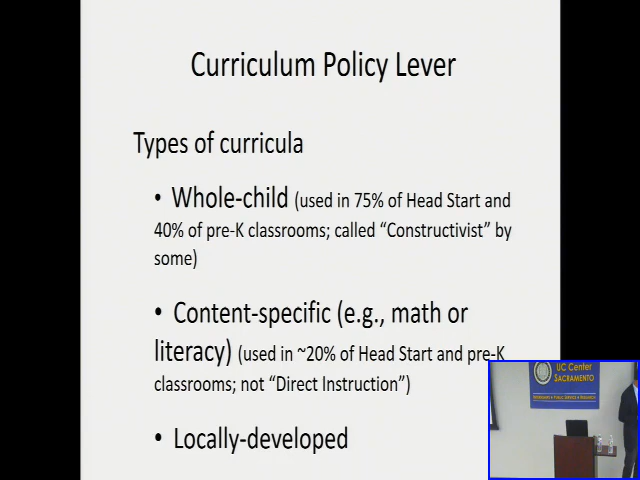 Curriculum Policy Lever
Types of curricula
• Whole-child (used in 75% of Head Start and
40% of pre-K classrooms; called “Constructivist” by
some)
• Content-specific (e.g., math or
literacy) (used in ~20% of Head Start and pre-K
classrooms; not “Direct Instruction”)
• Locally-developed
UC Center
SACRAMENTO